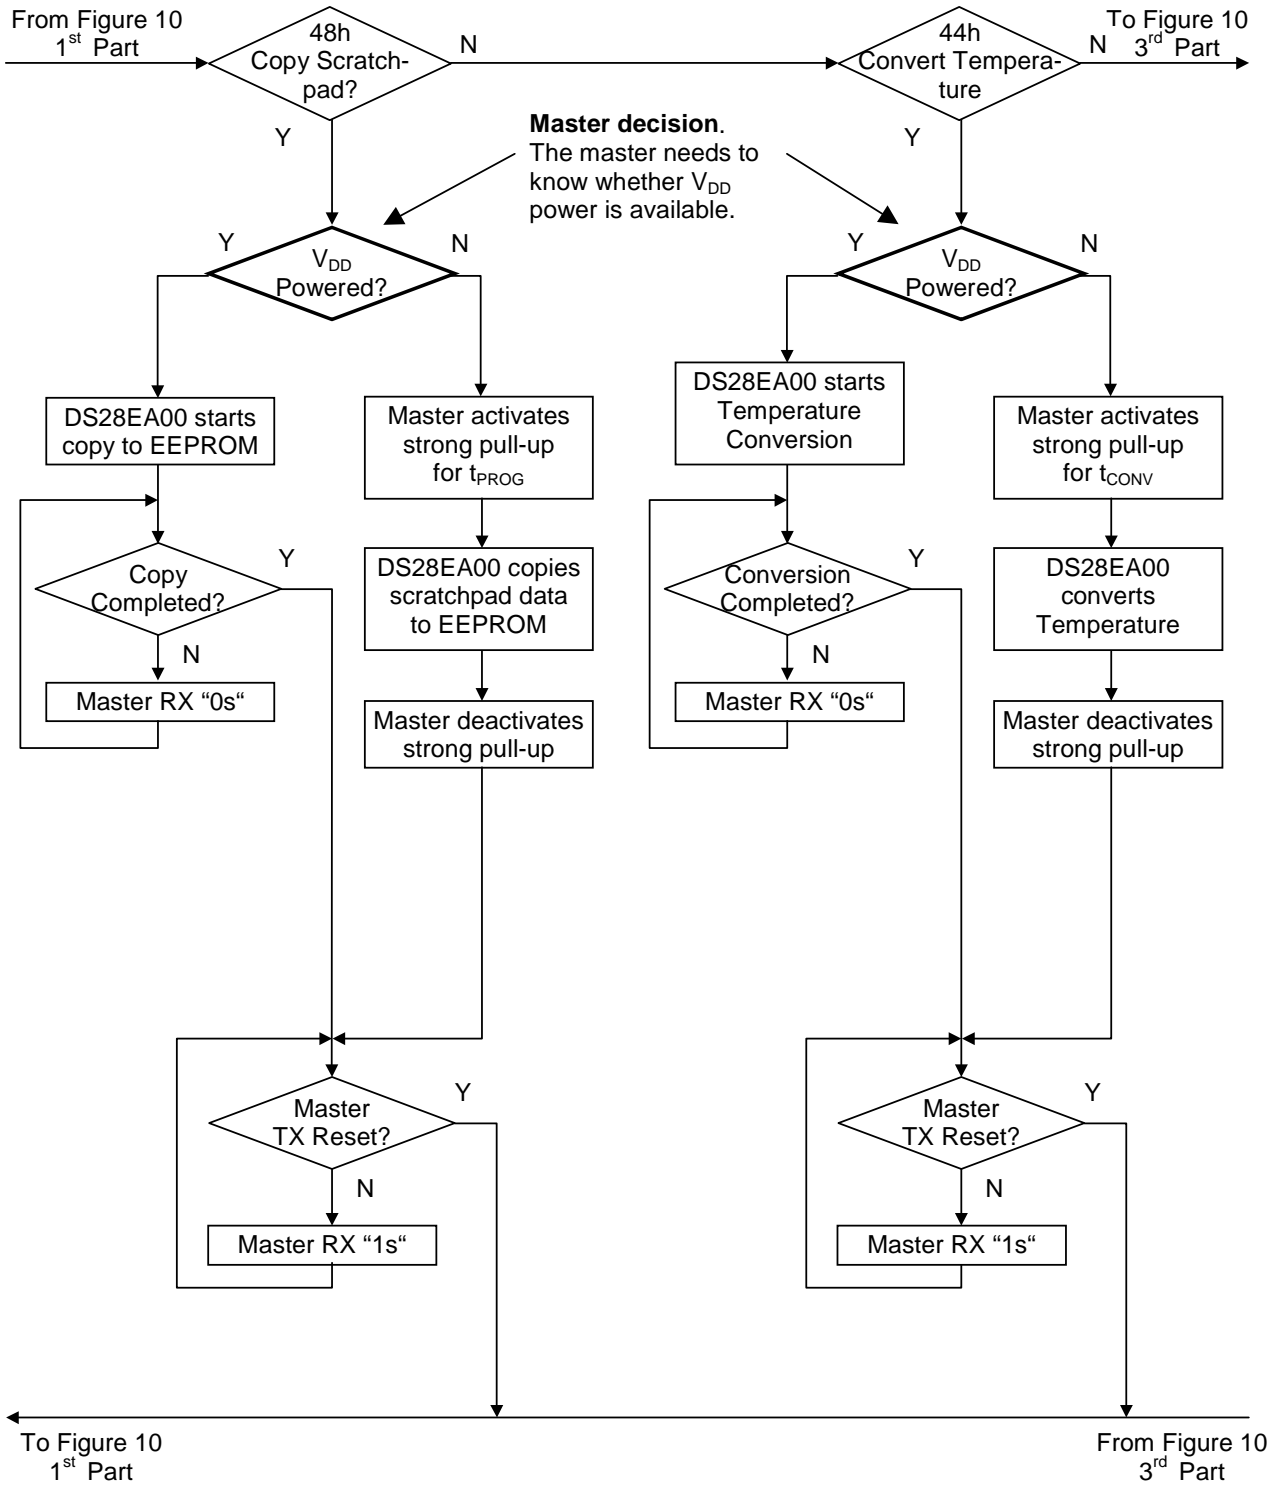 From Figure 10
1st Part
48h
Copy Scratch-
pad?
N
Y
44h
Convert Tempera-
ture
N
Y
To Figure 10
3rd Part
Master decision.
The master needs to
know whether VDD
power is available.
Y
VDD
Powered?
N
Y
VDD
Powered?
N
DS28EA00 starts
copy to EEPROM
Master activates
strong pull-up
for tPROG
DS28EA00 starts
Temperature
Conversion
Master activates
strong pull-up
for tCONV
Copy
Completed?
Y
N
Master RX “0s“
DS28EA00 copies
scratchpad data
to EEPROM
Master deactivates
strong pull-up
Conversion
Completed?
Y
N
Master RX “0s“
DS28EA00
converts
Temperature
Master deactivates
strong pull-up
Master
TX Reset?
Y
N
Master RX “1s“
Master
TX Reset?
Y
N
Master RX “1s“
To Figure 10
1st Part
From Figure 10
3rd Part